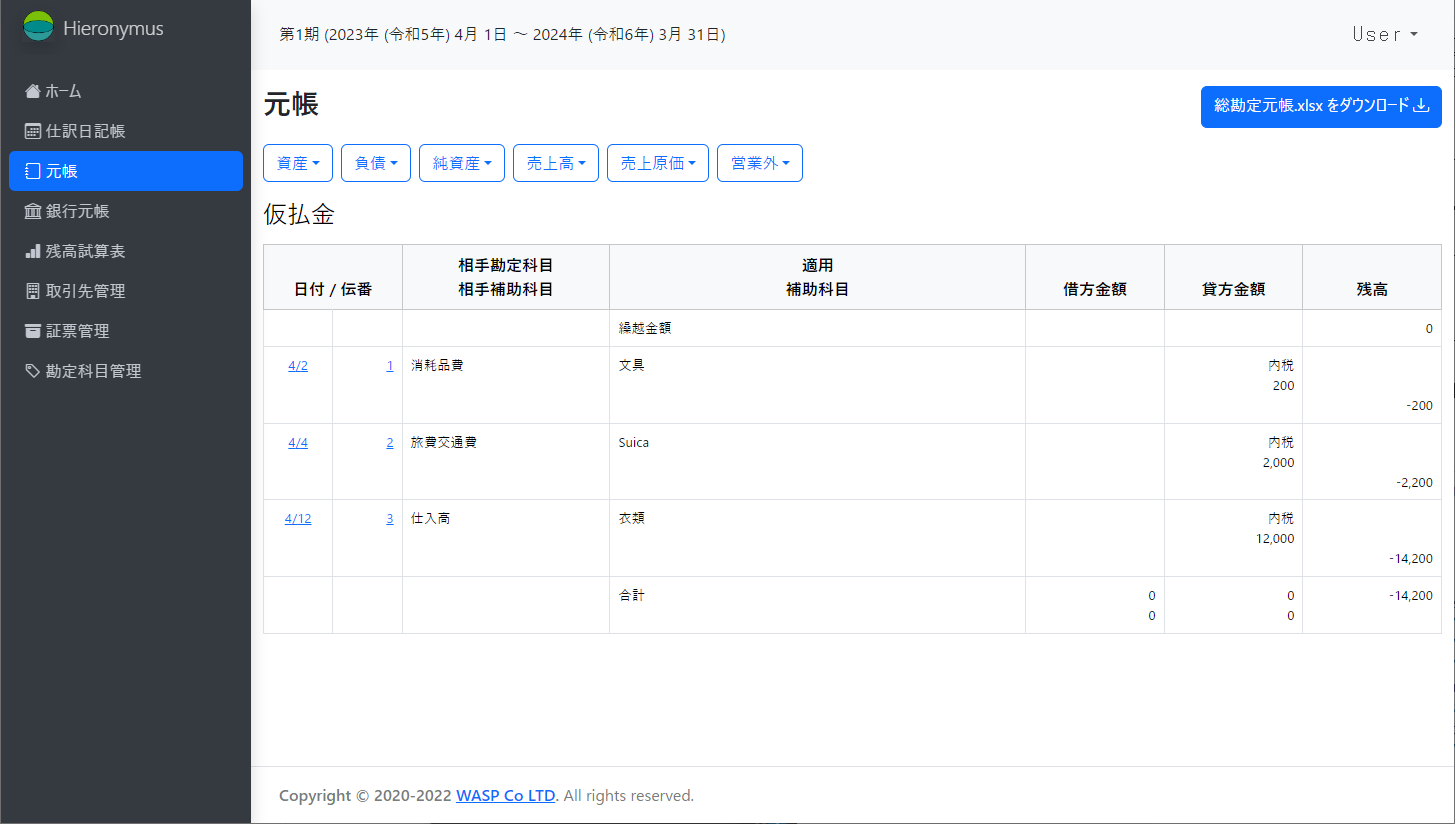 Hieronymus
第1期 (2023年 (令和5年) 4月 1日 ～ 2024年 (令和6年) 3月 31日)
User
ホーム
仕訳日記帳
元帳
銀行元帳
残高試算表
取引先管理
証票管理
勘定科目管理
元帳
総勘定元帳.xlsx をダウンロード
資産 負債 純資産 売上高 売上原価 営業外
仮払金
日付 / 伝番
相手勘定科目
相手補助科目
適用
補助科目
借方金額
貸方金額
残高
繰越金額 0
4/2 1 消耗品費 文具 内税
200
-200
4/4 2 旅費交通費 Suica 内税
2,000
-2,200
4/12 3 仕入高 衣類 内税
12,000
-14,200
合計 0 0 -14,200
0 0
Copyright © 2020-2022 WASP Co LTD. All rights reserved.